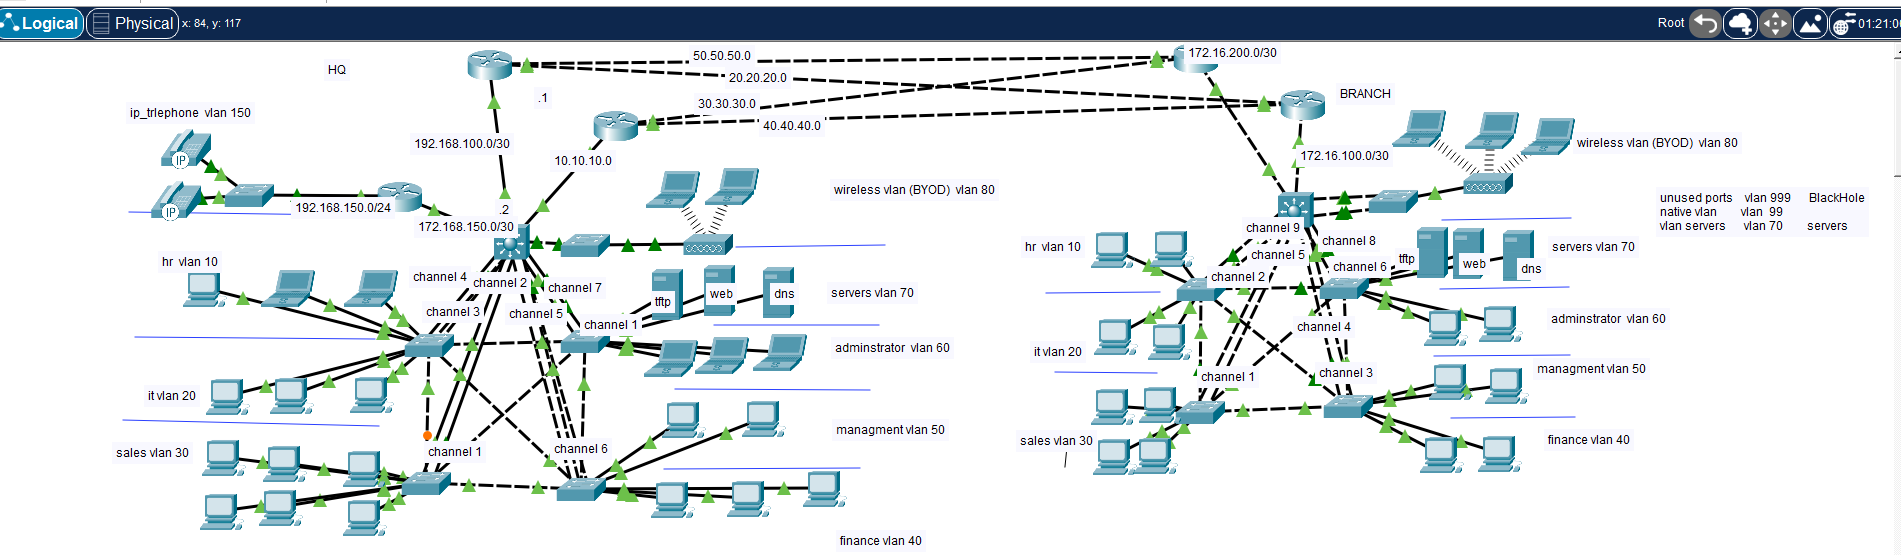 Logical
Physical
x: 84, y: 117
Root
01:21:0
HQ
50.50.50.0
172.16.200.0/30
20.20.20.0
.1
30.30.30.0
BRANCH
40.40.40.0
ip_trlephone vlan 150
192.168.100.0/30
10.10.10.0
172.16.100.0/30
wireless vlan (BYOD) vlan 80
IP
IP
192.168.150.0/24
.2
172.168.150.0/30
wireless vlan (BYOD) vlan 80
unused ports vlan 999 BlackHole
native vlan vlan 99
vlan servers vlan 70 servers
hr vlan 10
channel 4
channel 2
channel 7
channel 3
channel 5
channel 1
tftp
web
dns
servers vlan 70
adminstrator vlan 60
it vlan 20
managment vlan 50
sales vlan 30
channel 1
channel 6
finance vlan 40
channel 9
channel 8
channel 5
channel 6
hr vlan 10
channel 2
tftp
web
dns
servers vlan 70
channel 4
adminstrator vlan 60
it vlan 20
channel 1
channel 3
managment vlan 50
sales vlan 30
finance vlan 40